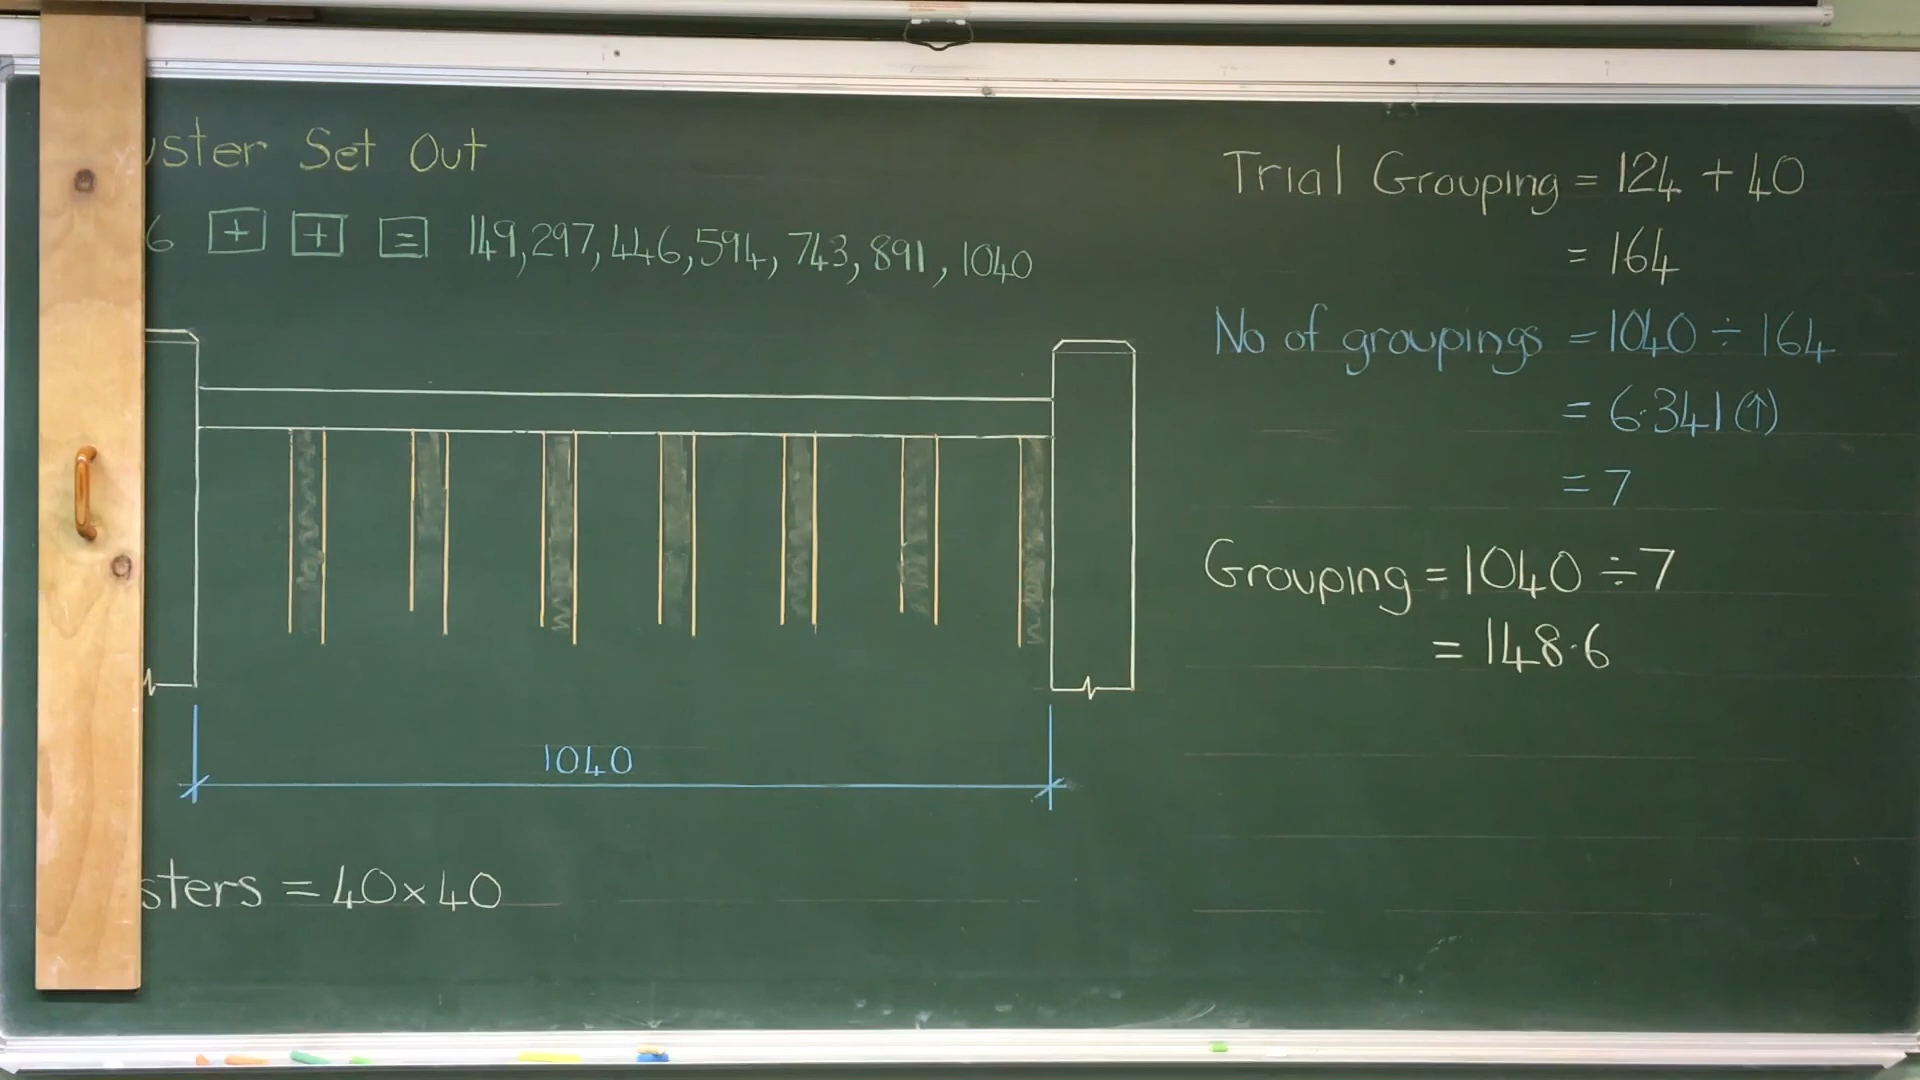 uster Set Out
6 + + = 149, 297, 446, 594, 743, 891, 1040
1040
sters = 40 x 40
Trial Grouping = 124 + 40
= 164
No of groupings = 1040 ÷ 164
= 6.341 (↑)
= 7
Grouping = 1040 ÷ 7
= 148.6